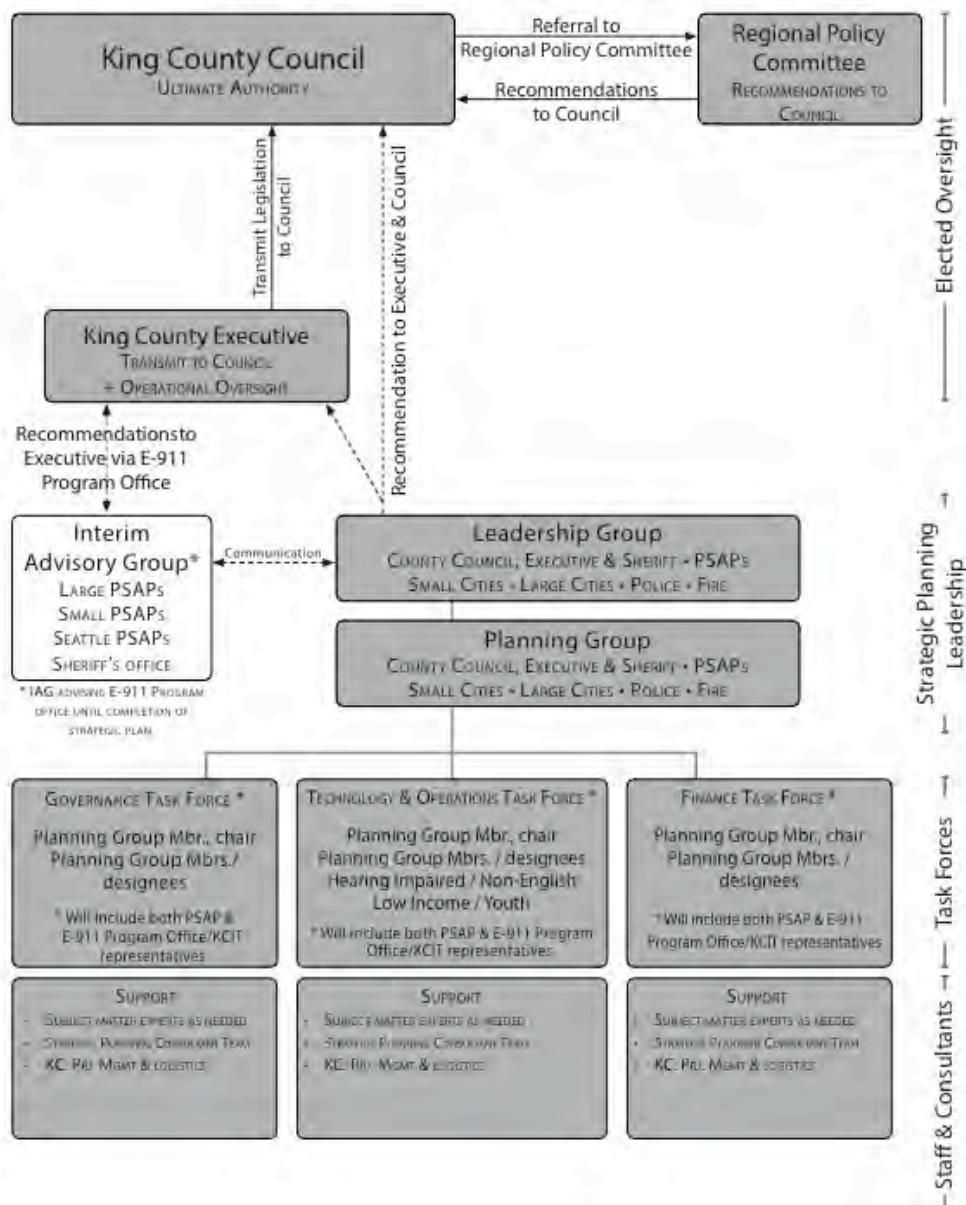 King County Council
ULTIMATE AUTHORITY
Referral to
Regional Policy Committee
Recommendations
to Council
Regional Policy
Committee
RECOMMENDATIONS TO
COUNCIL
Transmit Legislation
to Council
Recommendation to Executive & Council
Elected Oversight
King County Executive
TRANSMIT TO COUNCIL
+ OPERATIONAL OVERSIGHT
Recommendationsto
Executive via E-911
Program Office
Interim
Advisory Group*
LARGE PSAPS
SMALL PSAPS
SEATTLE PSAPS
SHERIFF'S OFFICE
* IAG ADVISING E-911 PROGRAM
OFFICE UNTIL COMPLETION OF
STRATEGIC PLAN
Communication
Leadership Group
COUNTY COUNCIL, EXECUTIVE & SHERIFF • PSAPS
SMALL CITIES • LARGE CITIES • POLICE • FIRE
Planning Group
COUNTY COUNCIL, EXECUTIVE & SHERIFF • PSAPS
SMALL CITIES • LARGE CITIES • POLICE • FIRE
Strategic Planning
Leadership
GOVERNANCE TASK FORCE *
Planning Group Mbr., chair
Planning Group Mbrs./
designees
* Will include both PSAP &
E-911 Program Office/KCIT
representatives
TECHNOLOGY & OPERATIONS TASK FORCE *
Planning Group Mbr., chair
Planning Group Mbrs. / designees
Hearing Impaired / Non-English
Low Income / Youth
* Will include both PSAP & E-911 Program
Office/KCIT representatives
FINANCE TASK FORCE *
Planning Group Mbr., chair
Planning Group Mbrs. /
designees
* Will include both PSAP & E-911
Program Office/KCIT representatives
Task Forces
SUPPORT
- SUBJECT MATTER EXPERTS AS NEEDED
- STRATEGIC PLANNING CONSULTANT TEAM
- KC: PRJ. MGMT & LOGISTICS
SUPPORT
- SUBJECT MATTER EXPERTS AS NEEDED
- STRATEGIC PLANNING CONSULTANT TEAM
- KC: PRJ. MGMT & LOGISTICS
SUPPORT
- SUBJECT MATTER EXPERTS AS NEEDED
- STRATEGIC PLANNING CONSULTANT TEAM
- KC: PRJ. MGMT & LOGISTICS
Staff & Consultants